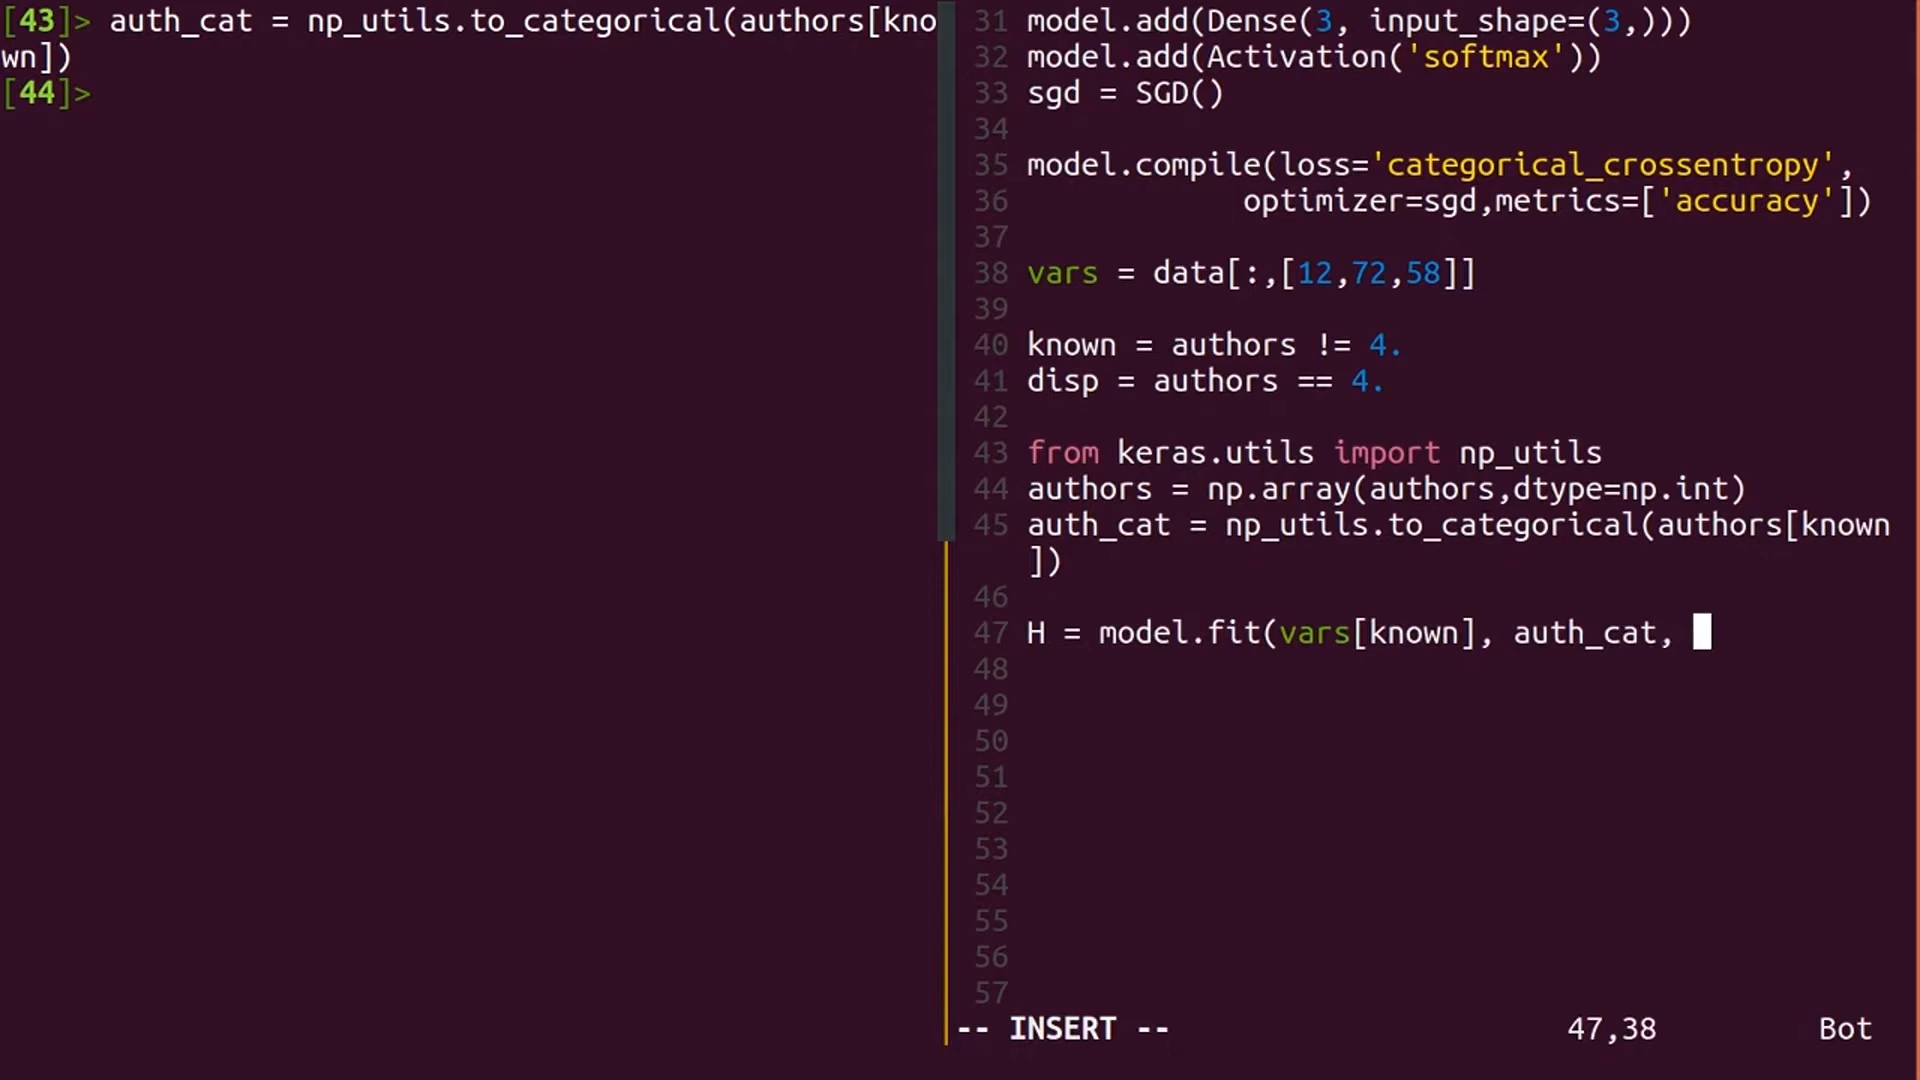 [43]> auth_cat = np_utils.to_categorical(authors[kno
wn])
[44]>
31 model.add(Dense(3, input_shape=(3,)))
32 model.add(Activation('softmax'))
33 sgd = SGD()
34
35 model.compile(loss='categorical_crossentropy',
36             optimizer=sgd,metrics=['accuracy'])
37
38 vars = data[:,[12,72,58]]
39
40 known = authors != 4.
41 disp = authors == 4.
42
43 from keras.utils import np_utils
44 authors = np.array(authors,dtype=np.int)
45 auth_cat = np_utils.to_categorical(authors[known
])
46
47 H = model.fit(vars[known], auth_cat,
48
49
50
51
52
53
54
55
56
57
-- INSERT -- 47,38 Bot